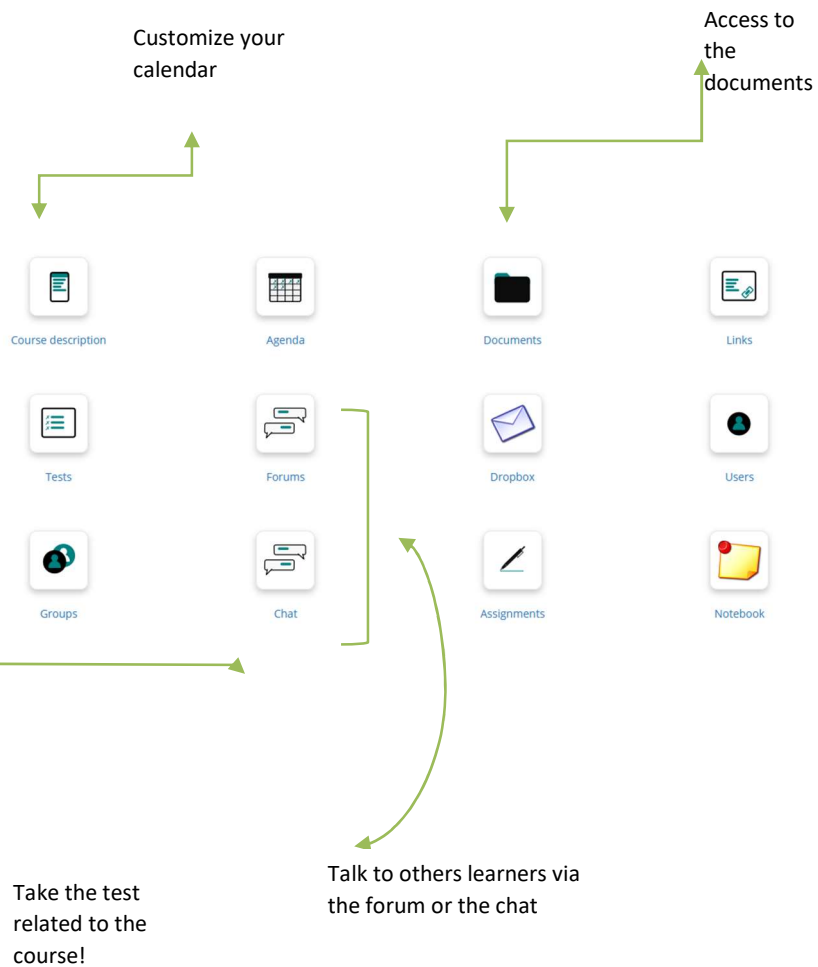 Customize your
calendar
Access to
the
documents
Course description
Agenda
Documents
Links
Tests
Forums
Dropbox
Users
Groups
Chat
Assignments
Notebook
Take the test
related to the
course!
Talk to others learners via
the forum or the chat